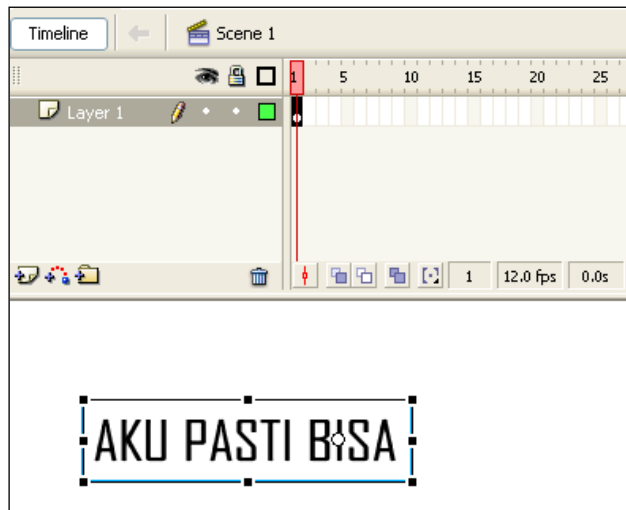 Timeline Scene 1
1 5 10 15 20 25
Layer 1
1 12.0 fps 0.0s
AKU PASTI BISA